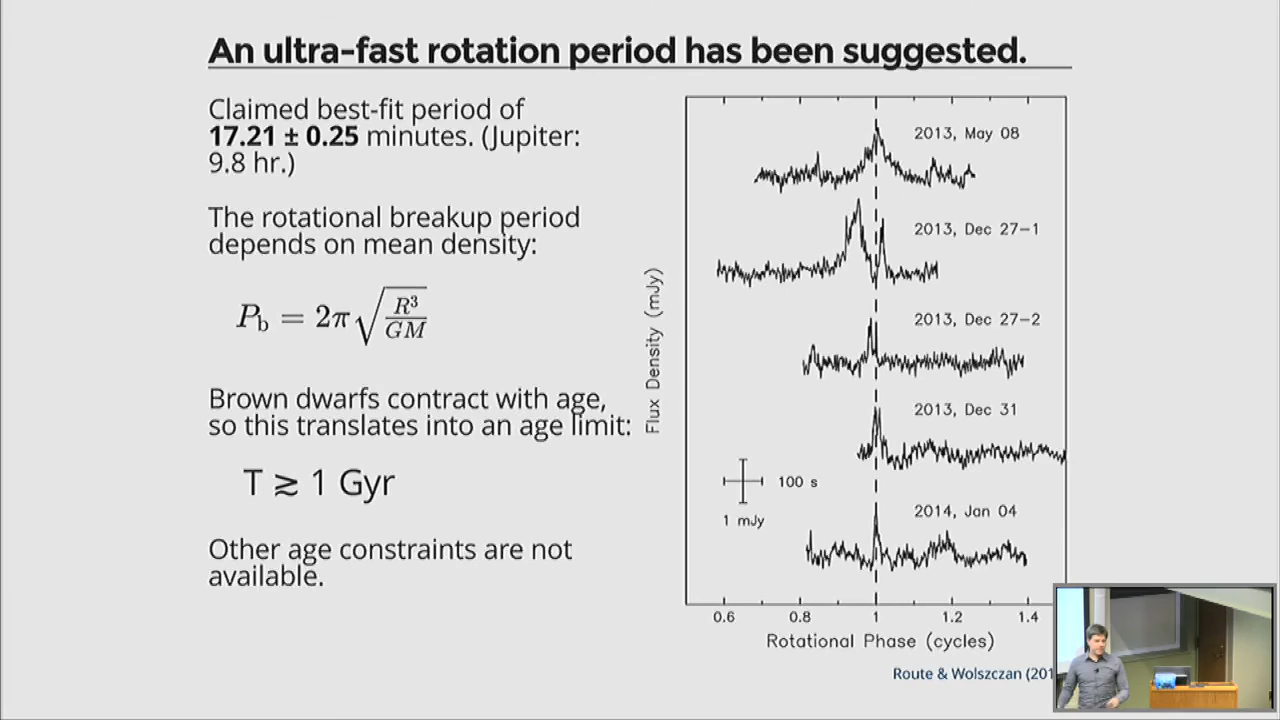 An ultra-fast rotation period has been suggested.
Claimed best-fit period of
17.21 ± 0.25 minutes. (Jupiter:
9.8 hr.)
The rotational breakup period
depends on mean density:
P_b = 2π√(R³/GM)
Brown dwarfs contract with age,
so this translates into an age limit:
T ≳ 1 Gyr
Other age constraints are not
available.
Flux Density (mJy)
2013, May 08
2013, Dec 27-1
2013, Dec 27-2
2013, Dec 31
100 s
1 mJy
2014, Jan 04
0.6 0.8 1 1.2 1.4
Rotational Phase (cycles)
Route & Wolszczan (201